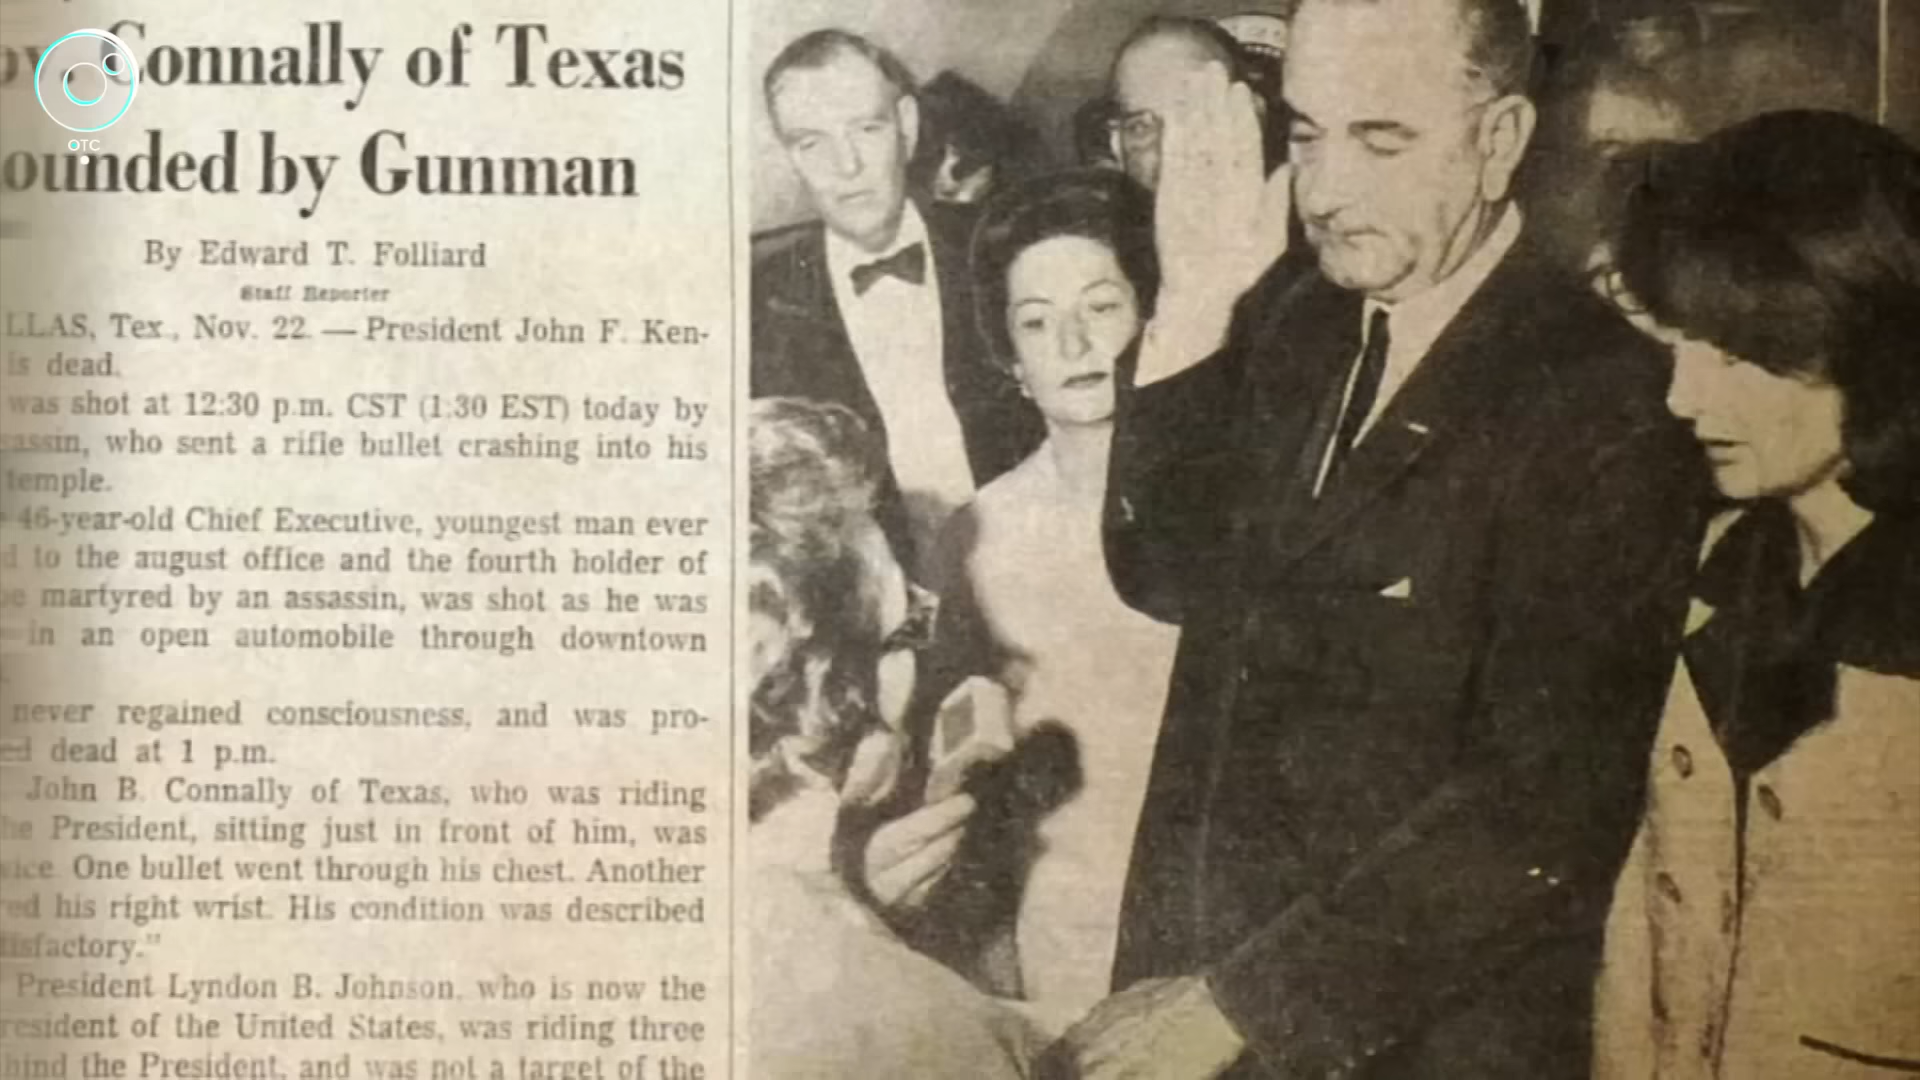 Connally of Texas
ounded by Gunman
By Edward T. Folliard
Staff Reporter
LLAS, Tex., Nov. 22. — President John F. Ken-
is dead.
was shot at 12:30 p.m. CST (1:30 EST) today by
assin, who sent a rifle bullet crashing into his
temple.
46-year-old Chief Executive, youngest man ever
d to the august office and the fourth holder of
martyred by an assassin, was shot as he was
in an open automobile through downtown
never regained consciousness, and was pro-
ed dead at 1 p.m.
John B. Connally of Texas, who was riding
he President, sitting just in front of him, was
ice. One bullet went through his chest. Another
ed his right wrist. His condition was described
tisfactory."
President Lyndon B. Johnson, who is now the
resident of the United States, was riding three
hind the President, and was not a target of the
ОТС